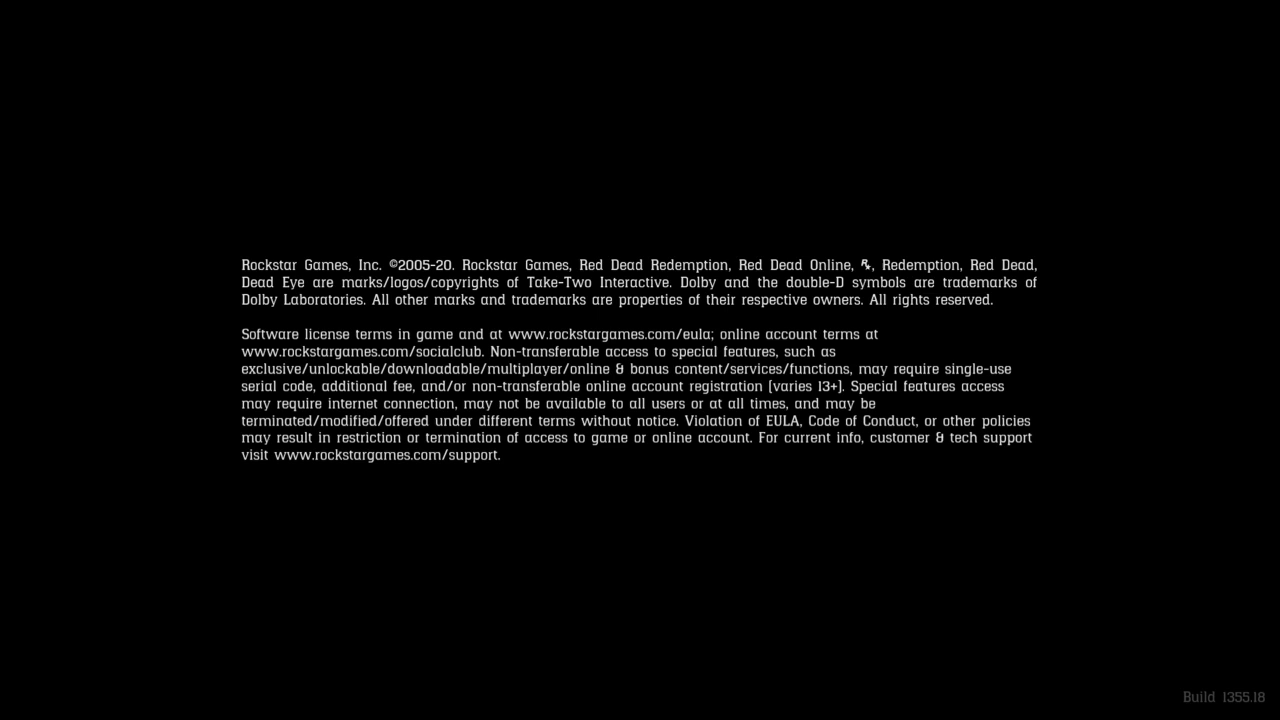 Rockstar Games, Inc. ©2005-20. Rockstar Games, Red Dead Redemption, Red Dead Online, R★, Redemption, Red Dead,
Dead Eye are marks/logos/copyrights of Take-Two Interactive. Dolby and the double-D symbols are trademarks of
Dolby Laboratories. All other marks and trademarks are properties of their respective owners. All rights reserved.
Software license terms in game and at www.rockstargames.com/eula; online account terms at
www.rockstargames.com/socialclub. Non-transferable access to special features, such as
exclusive/unlockable/downloadable/multiplayer/online & bonus content/services/functions, may require single-use
serial code, additional fee, and/or non-transferable online account registration (varies 13+). Special features access
may require internet connection, may not be available to all users or at all times, and may be
terminated/modified/offered under different terms without notice. Violation of EULA, Code of Conduct, or other policies
may result in restriction or termination of access to game or online account. For current info, customer & tech support
visit www.rockstargames.com/support.
Build 1355.18